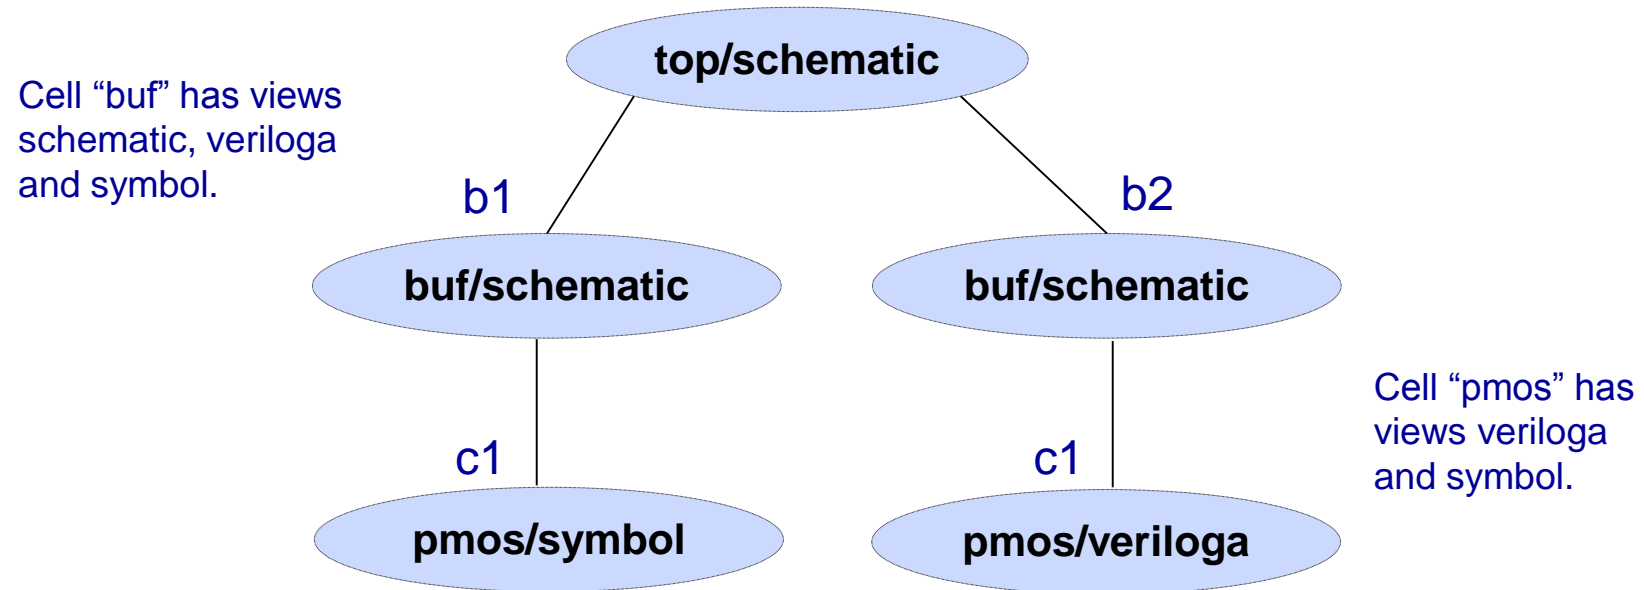 top/schematic
Cell “buf” has views
schematic, veriloga
and symbol.
b1
b2
buf/schematic
buf/schematic
Cell “pmos” has
views veriloga
and symbol.
c1
c1
pmos/symbol
pmos/veriloga